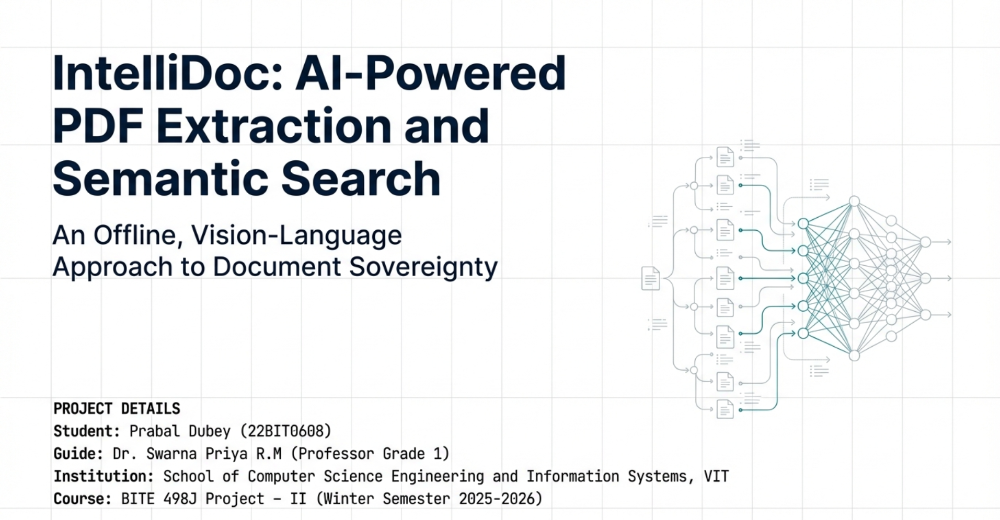 IntelliDoc: AI-Powered
PDF Extraction and
Semantic Search
An Offline, Vision-Language
Approach to Document Sovereignty
PROJECT DETAILS
Student: Prabal Dubey (22BIT0608)
Guide: Dr. Swarna Priya R.M (Professor Grade 1)
Institution: School of Computer Science Engineering and Information Systems, VIT
Course: BITE 498J Project – II (Winter Semester 2025-2026)